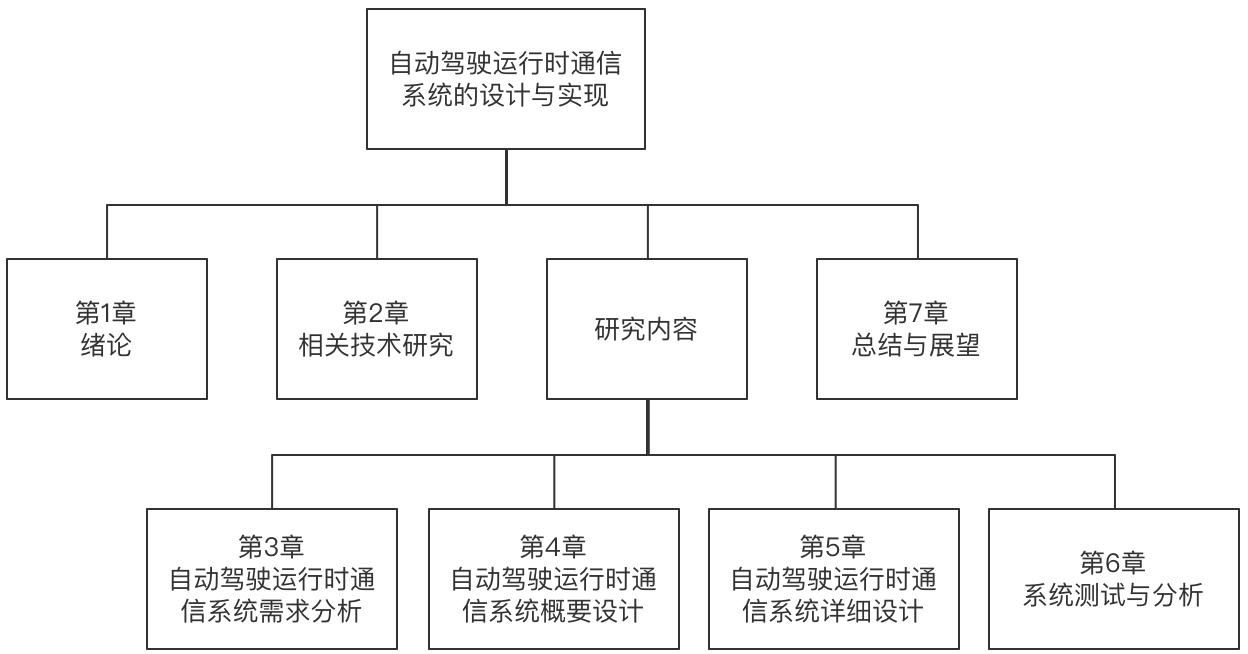 自动驾驶运行时通信
系统的设计与实现
第1章
绪论
第2章
相关技术研究
研究内容
第7章
总结与展望
第3章
自动驾驶运行时通
信系统需求分析
第4章
自动驾驶运行时通
信系统概要设计
第5章
自动驾驶运行时通
信系统详细设计
第6章
系统测试与分析